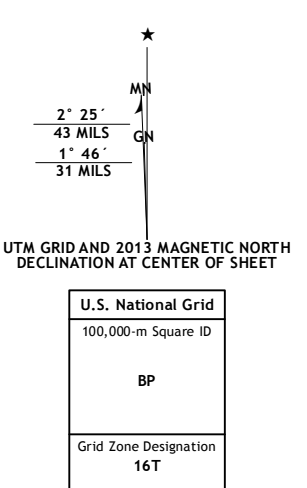 ★
MN
2° 25´
43 MILS
GN
1° 46´
31 MILS
UTM GRID AND 2013 MAGNETIC NORTH
DECLINATION AT CENTER OF SHEET
U.S. National Grid
100,000-m Square ID
BP
Grid Zone Designation
16T